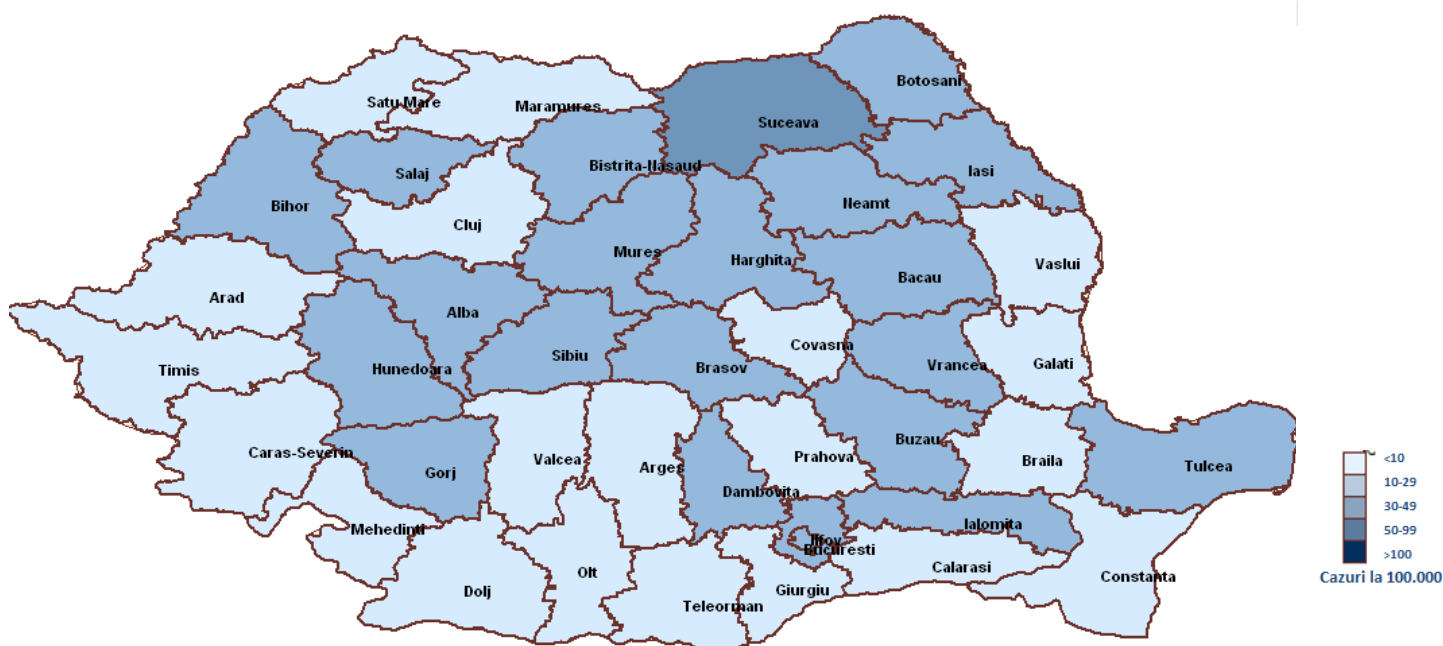 Botosani
Satu Mare
Maramures
Suceava
Bistrita-Nasaud
Salaj
Iasi
Bihor
Neamt
Cluj
Mures
Harghita
Vaslui
Bacau
Arad
Alba
Covasna
Sibiu
Vrancea
Galati
Timis
Hunedoara
Brasov
Buzau
Caras-Severin
Valcea
Prahova
Braila
Tulcea
Gorj
Arges
Dambovita
Mehedinti
Ialomita
Ilfov
Bucuresti
Calarasi
Olt
Constanta
Dolj
Giurgiu
Teleorman
<10
10-29
30-49
50-99
>100
Cazuri la 100.000